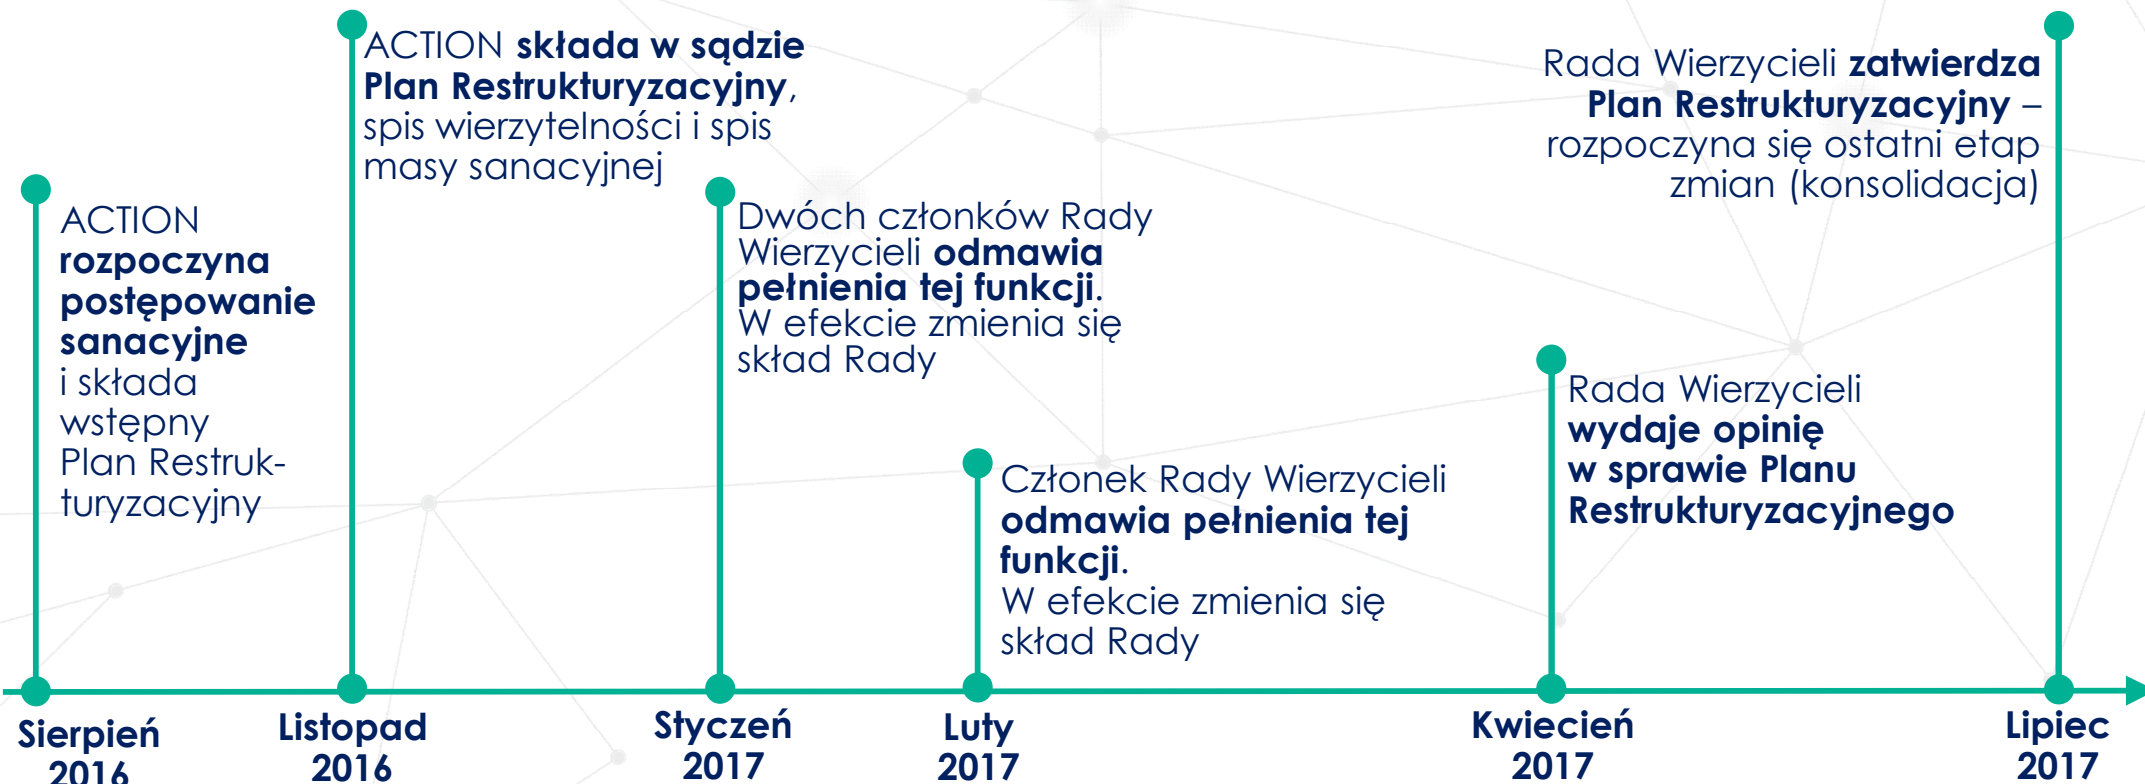 ACTION
rozpoczyna
postępowanie
sanacyjne
i składa
wstępny
Plan Restruk-
turyzacyjny
ACTION składa w sądzie
Plan Restrukturyzacyjny,
spis wierzytelności i spis
masy sanacyjnej
Dwóch członków Rady
Wierzycieli odmawia
pełnienia tej funkcji.
W efekcie zmienia się
skład Rady
Członek Rady Wierzycieli
odmawia pełnienia tej
funkcji.
W efekcie zmienia się
skład Rady
Rada Wierzycieli
wydaje opinię
w sprawie Planu
Restrukturyzacyjnego
Rada Wierzycieli zatwierdza
Plan Restrukturyzacyjny –
rozpoczyna się ostatni etap
zmian (konsolidacja)
Sierpień
2016
Listopad
2016
Styczeń
2017
Luty
2017
Kwiecień
2017
Lipiec
2017